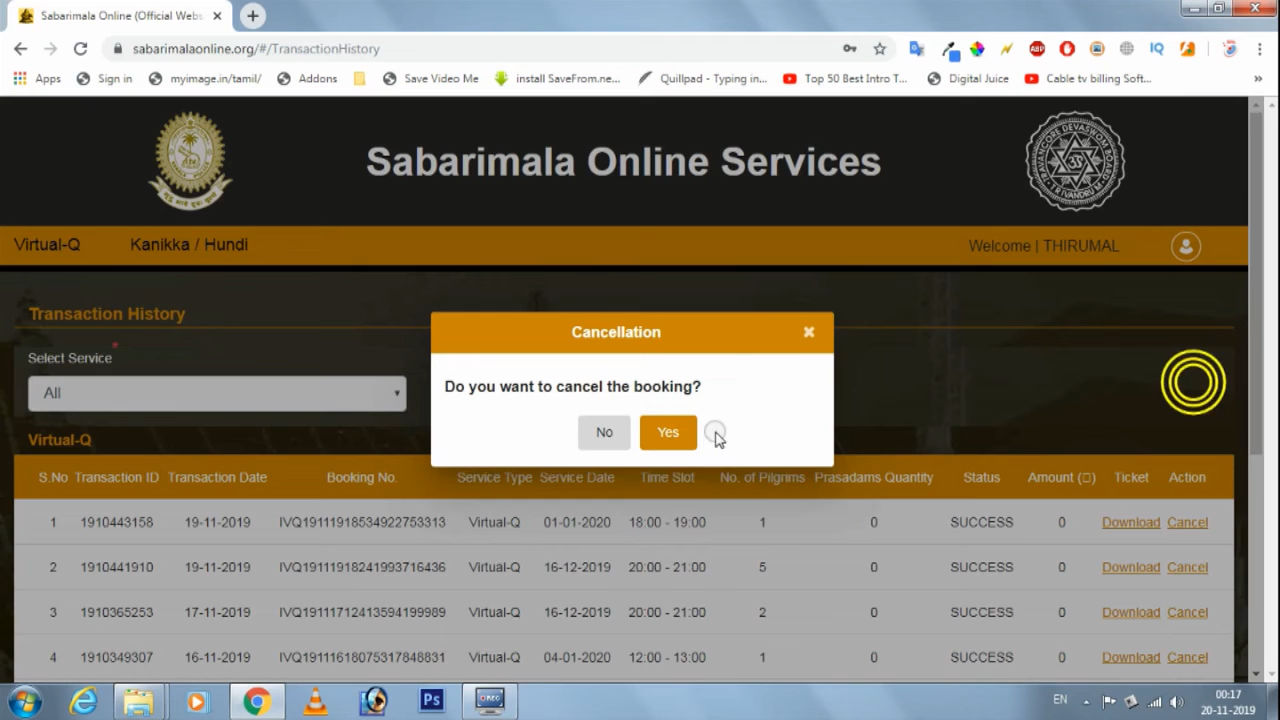 Sabarimala Online (Official Webs
sabarimalaonline.org/#/TransactionHistory
ABP IQ
Apps Sign in myimage.in/tamil/ Addons Save Video Me install SaveFrom.ne... Quillpad - Typing in... Top 50 Best Intro T... Digital Juice Cable tv billing Soft... »
Sabarimala Online Services
TRAVANCORE DEVASWOM BOARD TRIVANDRUM
Virtual-Q Kanikka / Hundi Welcome | THIRUMAL
Transaction History
Select Service *
All
Cancellation
Do you want to cancel the booking?
No Yes
Virtual-Q
S.No Transaction ID Transaction Date Booking No. Service Type Service Date Time Slot No. of Pilgrims Prasadams Quantity Status Amount (□) Ticket Action
1 1910443158 19-11-2019 IVQ19111918534922753313 Virtual-Q 01-01-2020 18:00 - 19:00 1 0 SUCCESS 0 Download Cancel
2 1910441910 19-11-2019 IVQ19111918241993716436 Virtual-Q 16-12-2019 20:00 - 21:00 5 0 SUCCESS 0 Download Cancel
3 1910365253 17-11-2019 IVQ19111712413594199989 Virtual-Q 16-12-2019 20:00 - 21:00 2 0 SUCCESS 0 Download Cancel
4 1910349307 16-11-2019 IVQ19111618075317848831 Virtual-Q 04-01-2020 12:00 - 13:00 1 0 SUCCESS 0 Download Cancel
Ps EN 00:17
20-11-2019